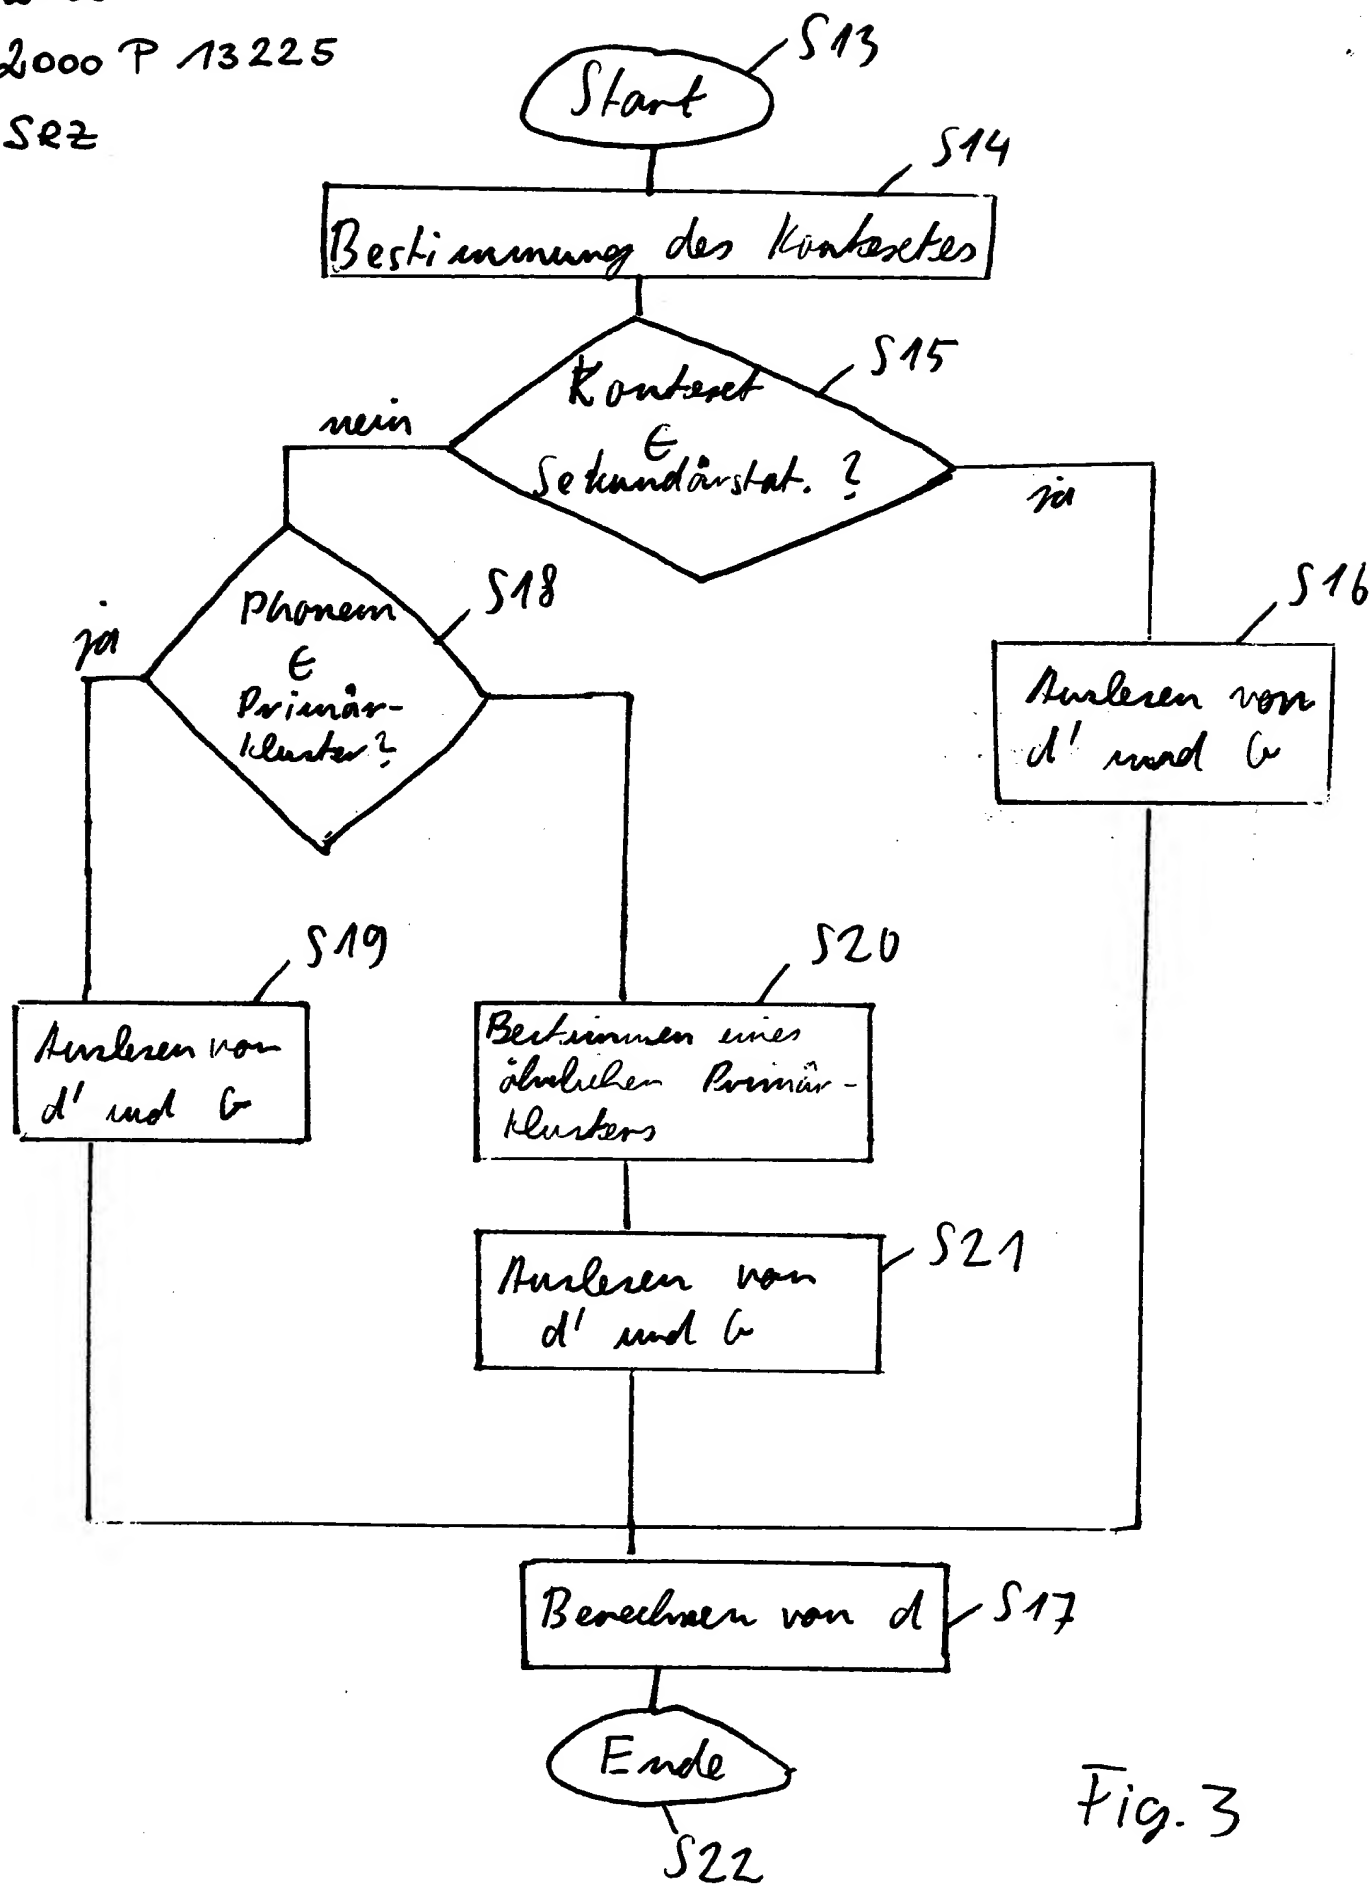 2000 P 13225
SRZ
Start
S13
S14
Bestimmung des Kontextes
S15
Kontext
∈
Sekundärstat. ?
nein
ja
S18
Phonem
∈
Primär-
kluster?
ja
S16
Auslesen von
d' und G
S19
Auslesen von
d' und G
S20
Bestimmen eines
ähnlichen Primär-
klusters
S21
Auslesen von
d' und G
Berechnen von d
S17
Ende
S22
Fig. 3